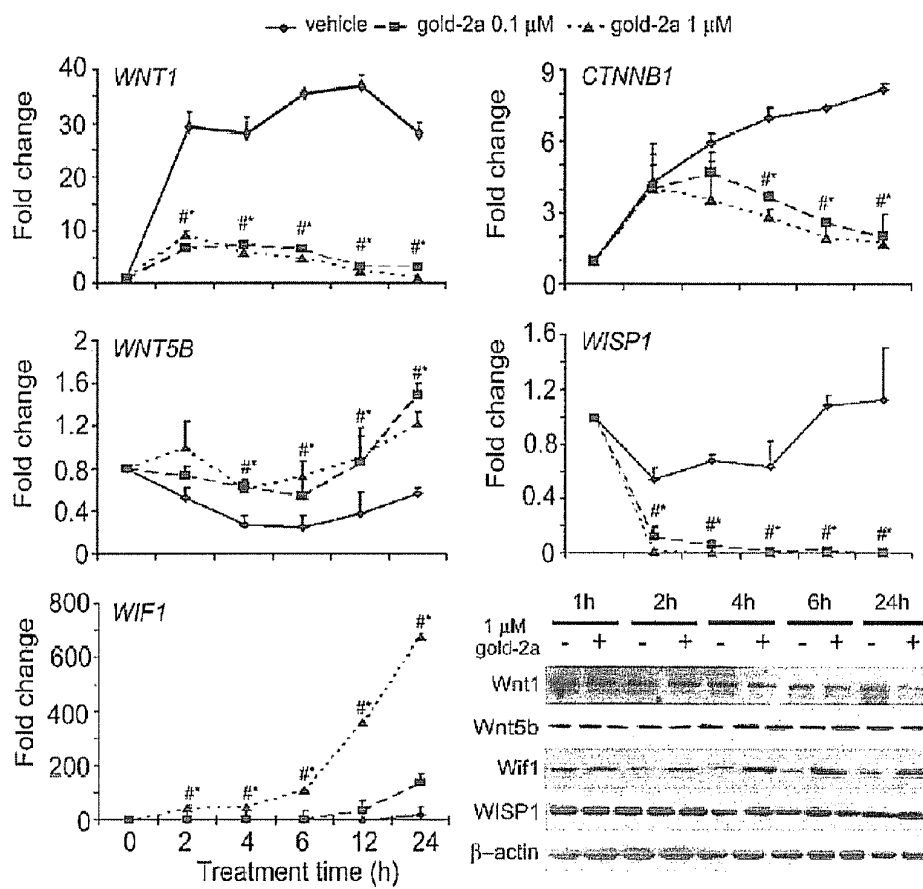 vehicle gold-2a 0.1 µM gold-2a 1 µM
WNT1
Fold change
40
30
20
10
5
0
#* #* #* #* #*
CTNNB1
Fold change
9
6
3
0
#* #* #*
WNT5B
Fold change
2
1.6
1.2
0.8
0.4
0
#* #* #* #*
WISP1
Fold change
1.6
1.2
0.8
0.4
0
#* #* #* #* #*
WIF1
Fold change
800
600
400
200
100
0
#* #* #* #* #*
0 2 4 6 12 24
Treatment time (h)
1h 2h 4h 6h 24h
1 µM
gold-2a - + - + - + - + - +
Wnt1
Wnt5b
Wif1
WISP1
β–actin